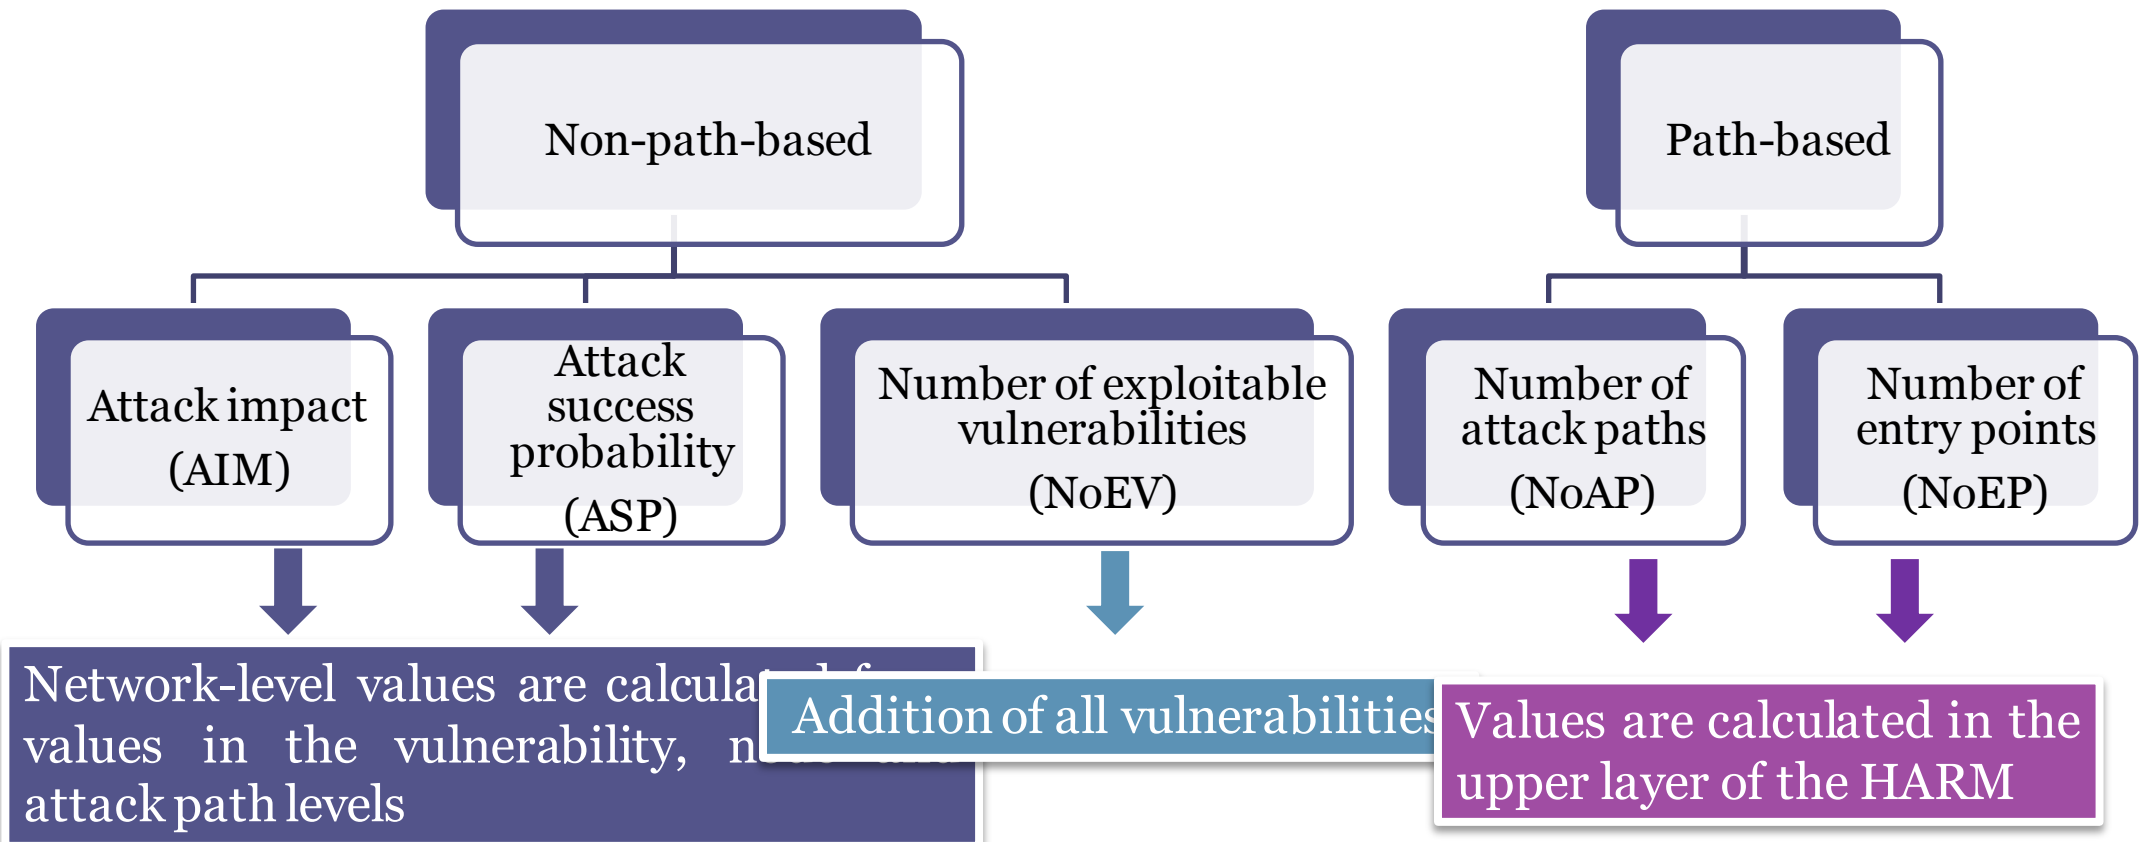 Non-path-based
Path-based
Attack impact
(AIM)
Attack
success
probability
(ASP)
Number of exploitable
vulnerabilities
(NoEV)
Number of
attack paths
(NoAP)
Number of
entry points
(NoEP)
Network-level values are
values in the vulnerability,
attack path levels
Addition of all vulnerabilities
Values are calculated in the
upper layer of the HARM